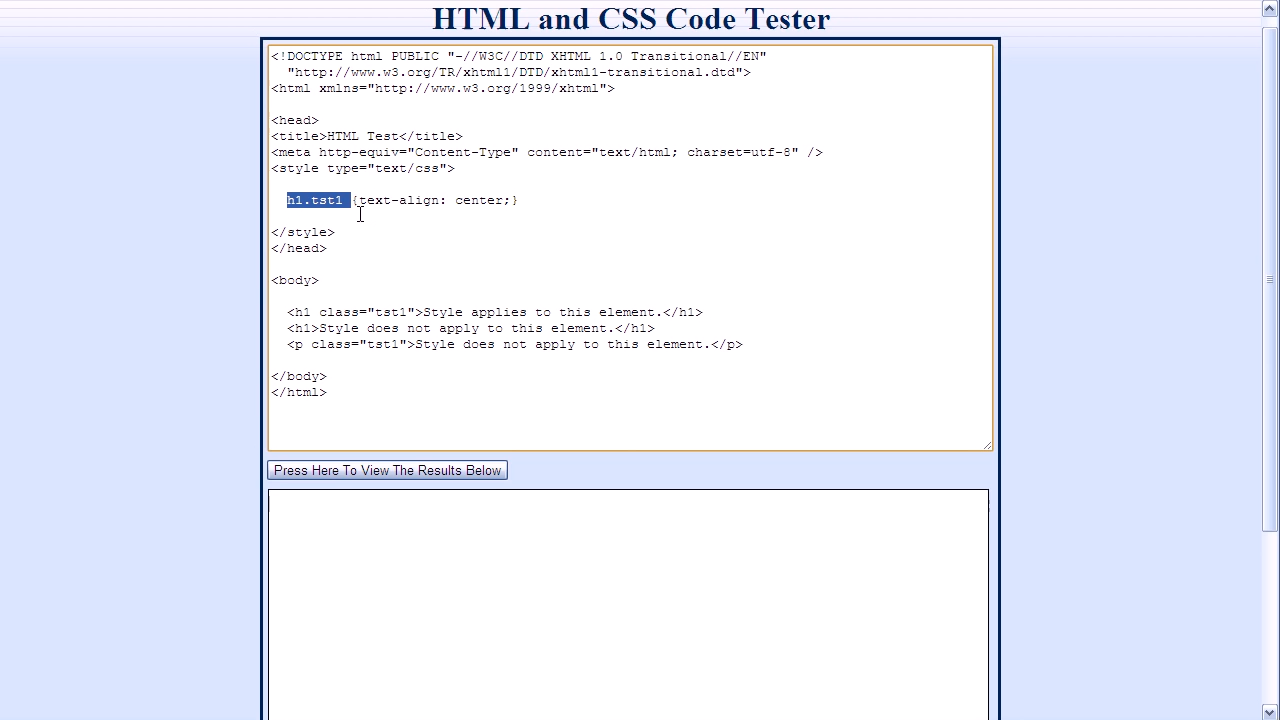 HTML and CSS Code Tester
<!DOCTYPE html PUBLIC "-//W3C//DTD XHTML 1.0 Transitional//EN"
"http://www.w3.org/TR/xhtml1/DTD/xhtml1-transitional.dtd">
<html xmlns="http://www.w3.org/1999/xhtml">
<head>
<title>HTML Test</title>
<meta http-equiv="Content-Type" content="text/html; charset=utf-8" />
<style type="text/css">
h1.tst1 {text-align: center;}
</style>
</head>
<body>
<h1 class="tst1">Style applies to this element.</h1>
<h1>Style does not apply to this element.</h1>
<p class="tst1">Style does not apply to this element.</p>
</body>
</html>
Press Here To View The Results Below